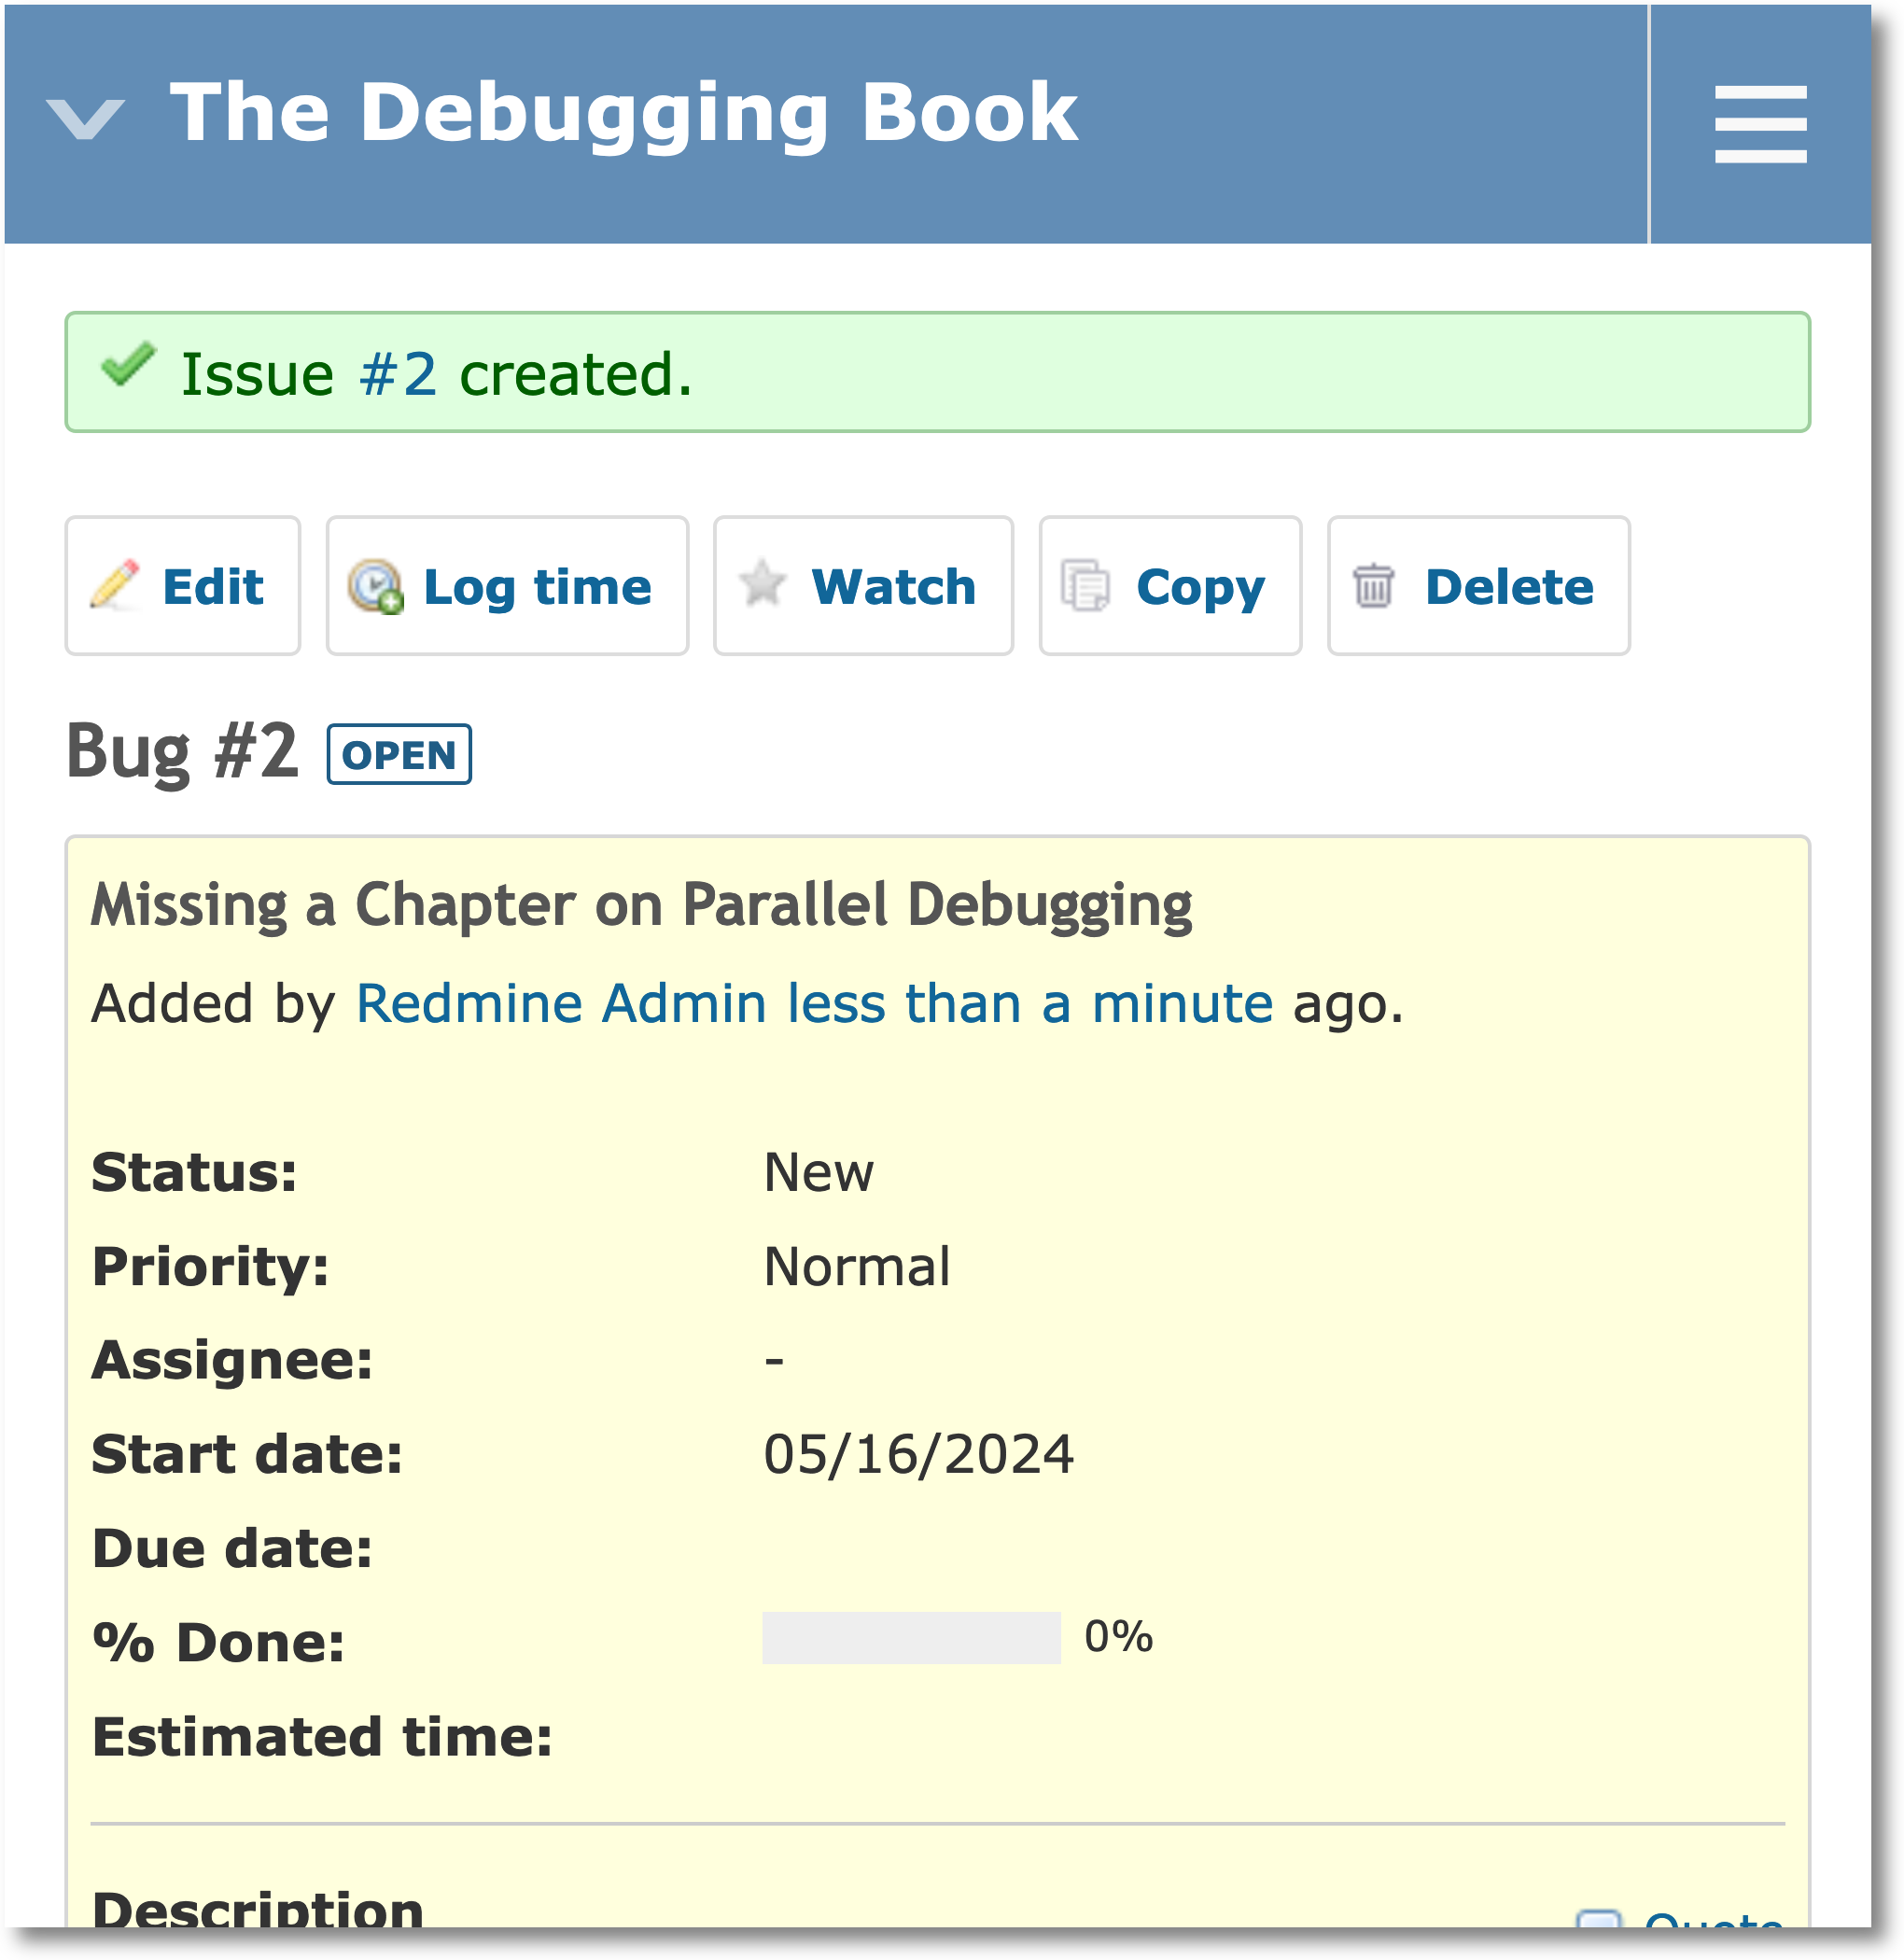 The Debugging Book
Issue #2 created.
Edit Log time Watch Copy Delete
Bug #2 OPEN
Missing a Chapter on Parallel Debugging
Added by Redmine Admin less than a minute ago.
Status: New
Priority: Normal
Assignee: -
Start date: 05/16/2024
Due date:
% Done: 0%
Estimated time:
Description Quote